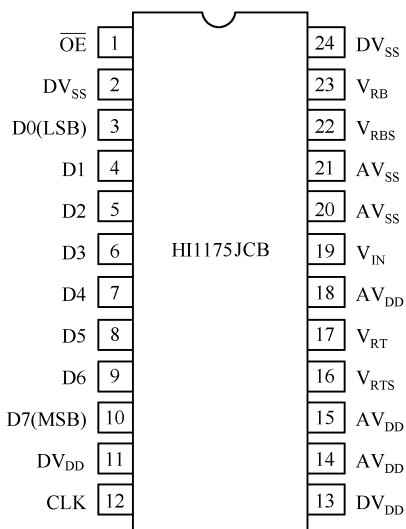 OE 1 24 DVSS
DVSS 2 23 VRB
D0(LSB) 3 22 VRBS
D1 4 21 AVSS
D2 5 20 AVSS
D3 6 HI1175JCB 19 VIN
D4 7 18 AVDD
D5 8 17 VRT
D6 9 16 VRTS
D7(MSB) 10 15 AVDD
DVDD 11 14 AVDD
CLK 12 13 DVDD